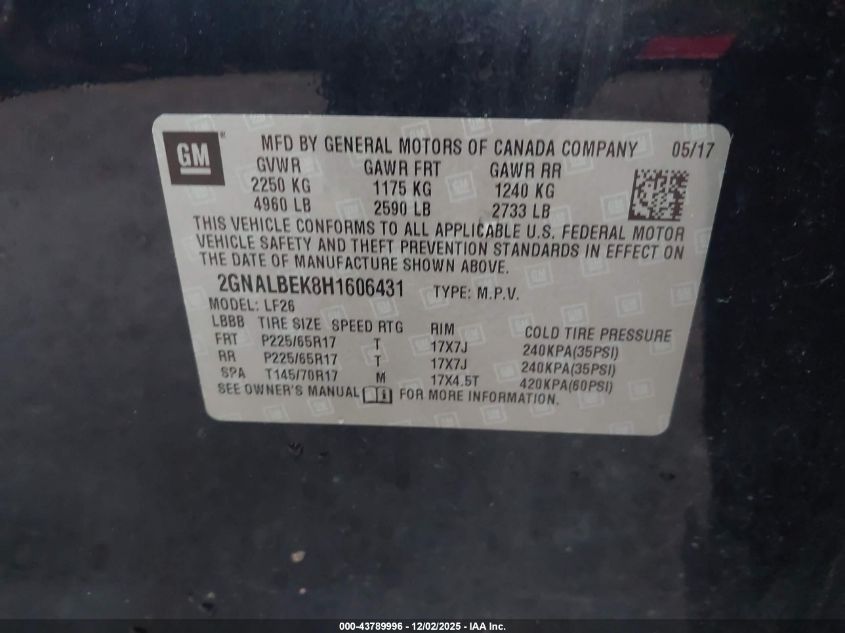 GM ® MFD BY GENERAL MOTORS OF CANADA COMPANY 05/17
GVWR GAWR FRT GAWR RR
2250 KG 1175 KG 1240 KG
4960 LB 2590 LB 2733 LB
THIS VEHICLE CONFORMS TO ALL APPLICABLE U.S. FEDERAL MOTOR
VEHICLE SAFETY AND THEFT PREVENTION STANDARDS IN EFFECT ON
THE DATE OF MANUFACTURE SHOWN ABOVE.
2GNALBEK8H1606431 TYPE: M.P.V.
MODEL: LF26
LBBB TIRE SIZE SPEED RTG RIM COLD TIRE PRESSURE
FRT P225/65R17 T 17X7J 240KPA(35PSI)
RR P225/65R17 T 17X7J 240KPA(35PSI)
SPA T145/70R17 M 17X4.5T 420KPA(60PSI)
SEE OWNER'S MANUAL FOR MORE INFORMATION.
000-43789996 - 12/02/2025 - IAA Inc.